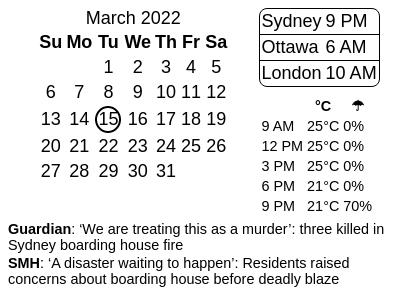 March 2022
Su Mo Tu We Th Fr Sa
1 2 3 4 5
6 7 8 9 10 11 12
13 14 15 16 17 18 19
20 21 22 23 24 25 26
27 28 29 30 31
Sydney 9 PM
Ottawa 6 AM
London 10 AM
°C ☂
9 AM 25°C 0%
12 PM 25°C 0%
3 PM 25°C 0%
6 PM 21°C 0%
9 PM 21°C 70%
Guardian: ‘We are treating this as a murder’: three killed in
Sydney boarding house fire
SMH: ‘A disaster waiting to happen’: Residents raised
concerns about boarding house before deadly blaze